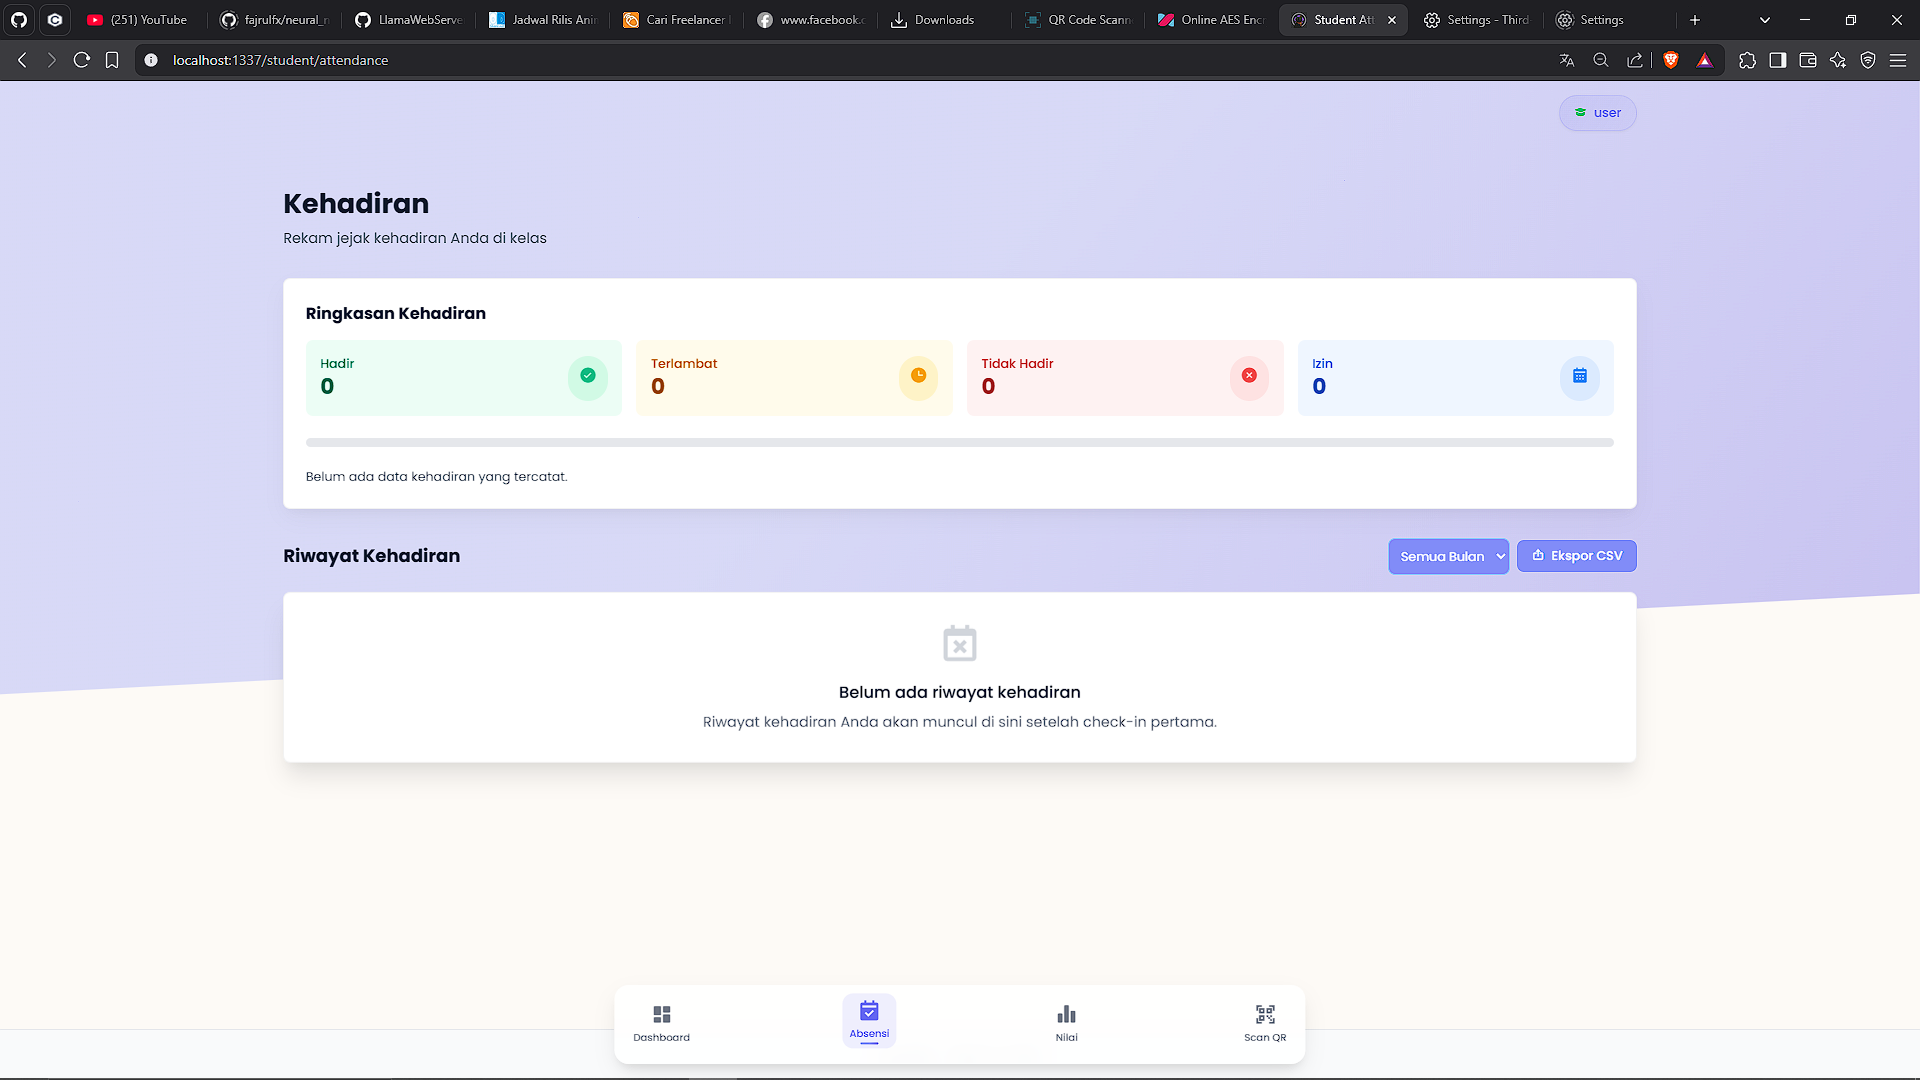 (251) YouTube
fajrulfx/neural_n
LlamaWebServe
Jadwal Rilis Ani
Cari Freelancer
www.facebook.c
Downloads
QR Code Scann
Online AES Enc
Student Att
Settings - Third
Settings
localhost:1337/student/attendance
user
Kehadiran
Rekam jejak kehadiran Anda di kelas
Ringkasan Kehadiran
Hadir
0
Terlambat
0
Tidak Hadir
0
Izin
0
Belum ada data kehadiran yang tercatat.
Riwayat Kehadiran
Semua Bulan
Ekspor CSV
Belum ada riwayat kehadiran
Riwayat kehadiran Anda akan muncul di sini setelah check-in pertama.
Dashboard
Absensi
Nilai
Scan QR